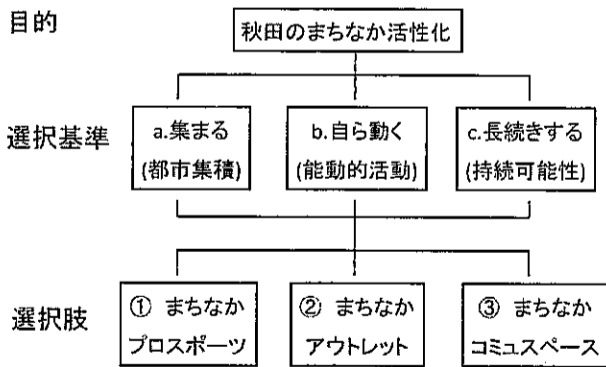 目的
秋田のまちなか活性化
選択基準
a.集まる
(都市集積)
b.自ら動く
(能動的活動)
c.長続きする
(持続可能性)
選択肢
① まちなか
プロスポーツ
② まちなか
アウトレット
③ まちなか
コミュスペース